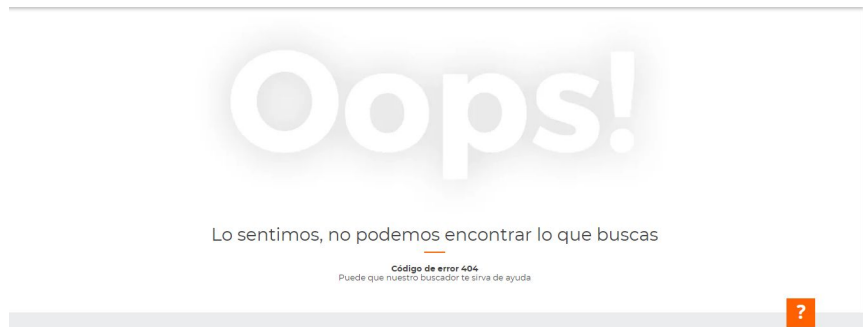 Oops!
Lo sentimos, no podemos encontrar lo que buscas
Código de error 404
Puede que nuestro buscador te sirva de ayuda
?